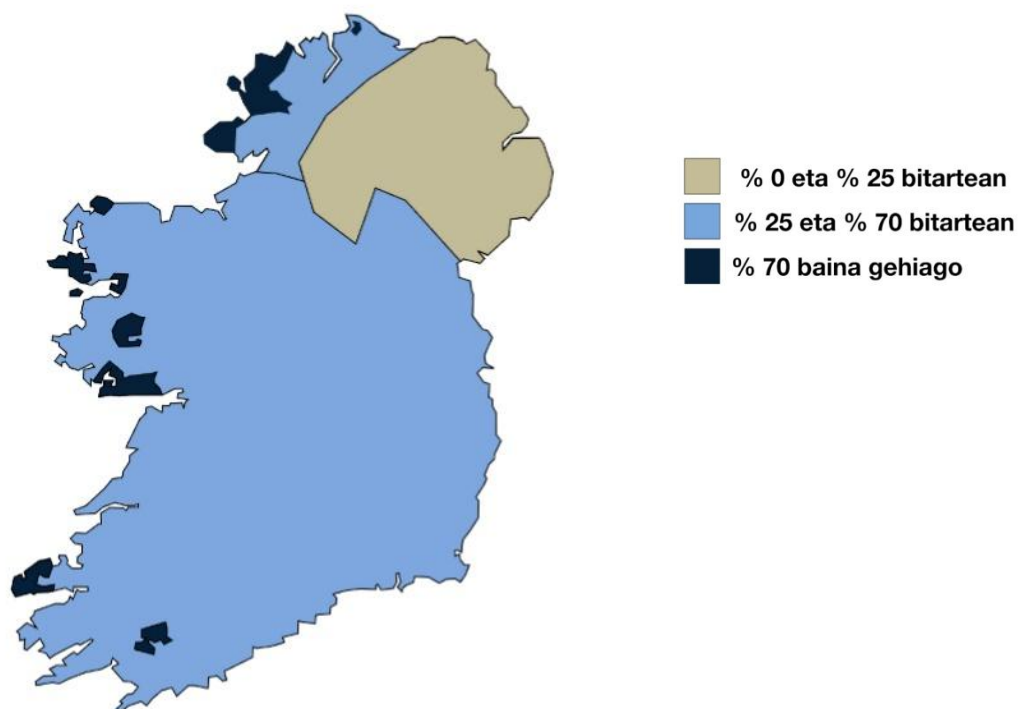 % 0 eta % 25 bitartean
% 25 eta % 70 bitartean
% 70 baina gehiago